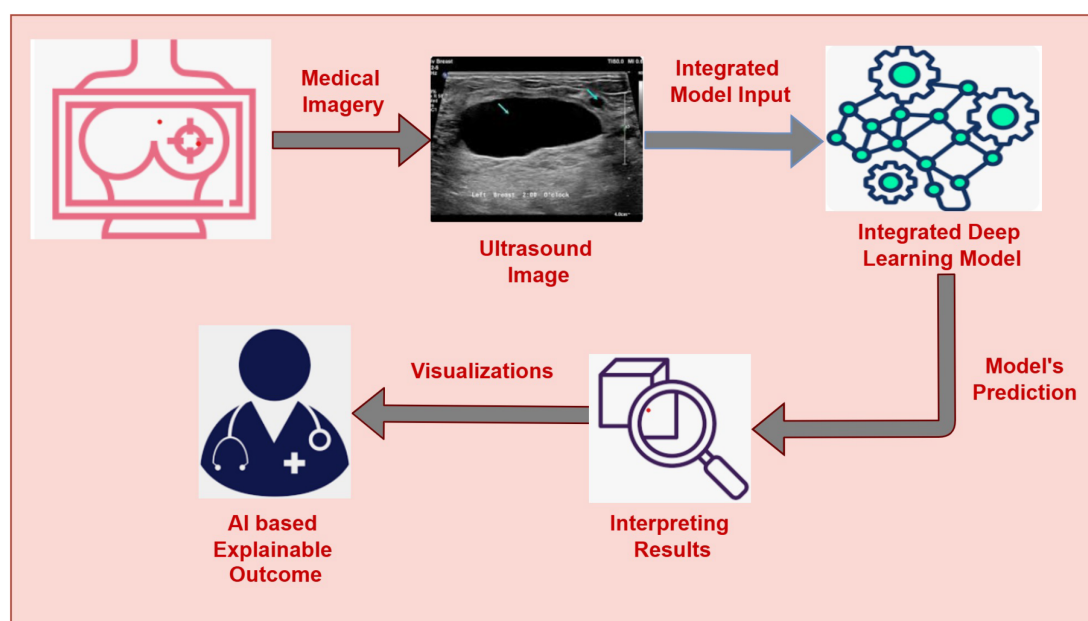 Medical
Imagery
Integrated
Model Input
Left Breast 2:00 O'clock
Ultrasound
Image
Integrated Deep
Learning Model
Model's
Prediction
Visualizations
Interpreting
Results
AI based
Explainable
Outcome